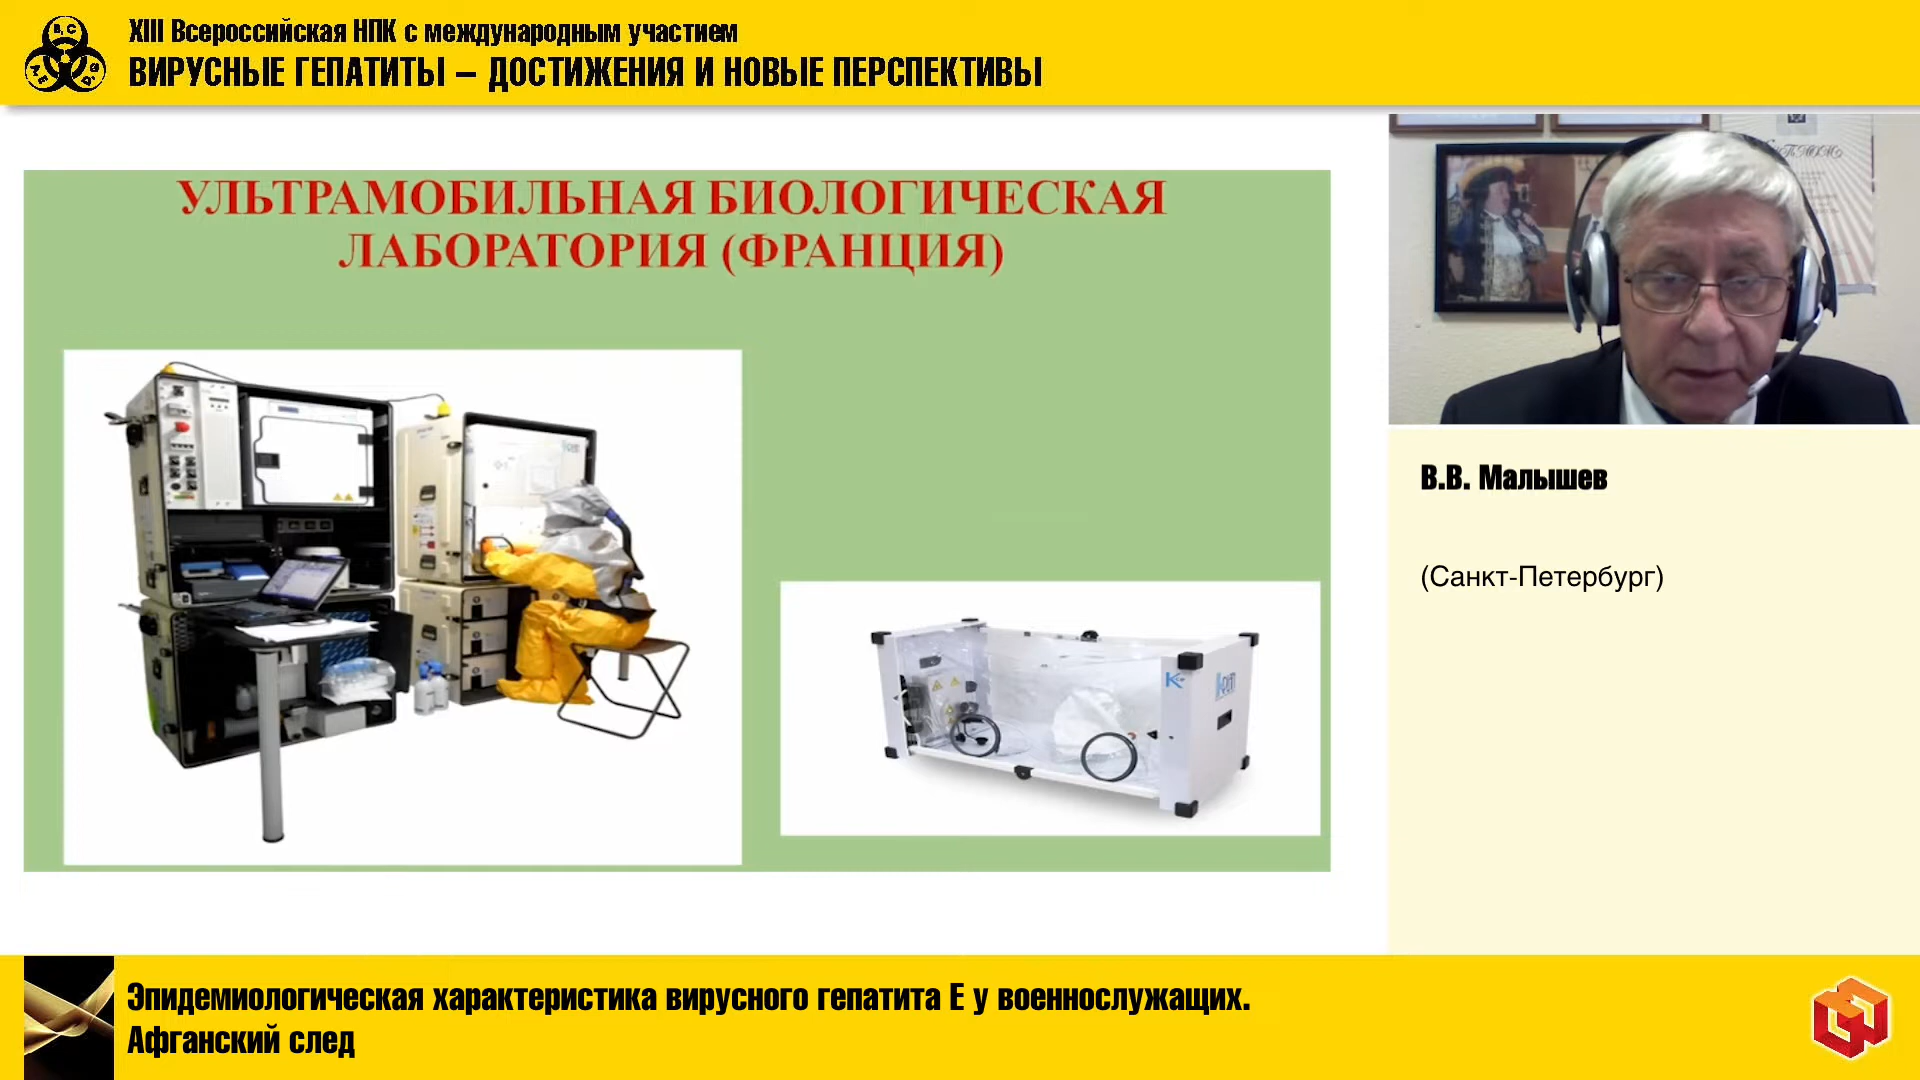 XIII Всероссийская НПК с международным участием
ВИРУСНЫЕ ГЕПАТИТЫ – ДОСТИЖЕНИЯ И НОВЫЕ ПЕРСПЕКТИВЫ
УЛЬТРАМОБИЛЬНАЯ БИОЛОГИЧЕСКАЯ
ЛАБОРАТОРИЯ (ФРАНЦИЯ)
В.В. Малышев
(Санкт-Петербург)
Эпидемиологическая характеристика вирусного гепатита Е у военнослужащих.
Афганский след